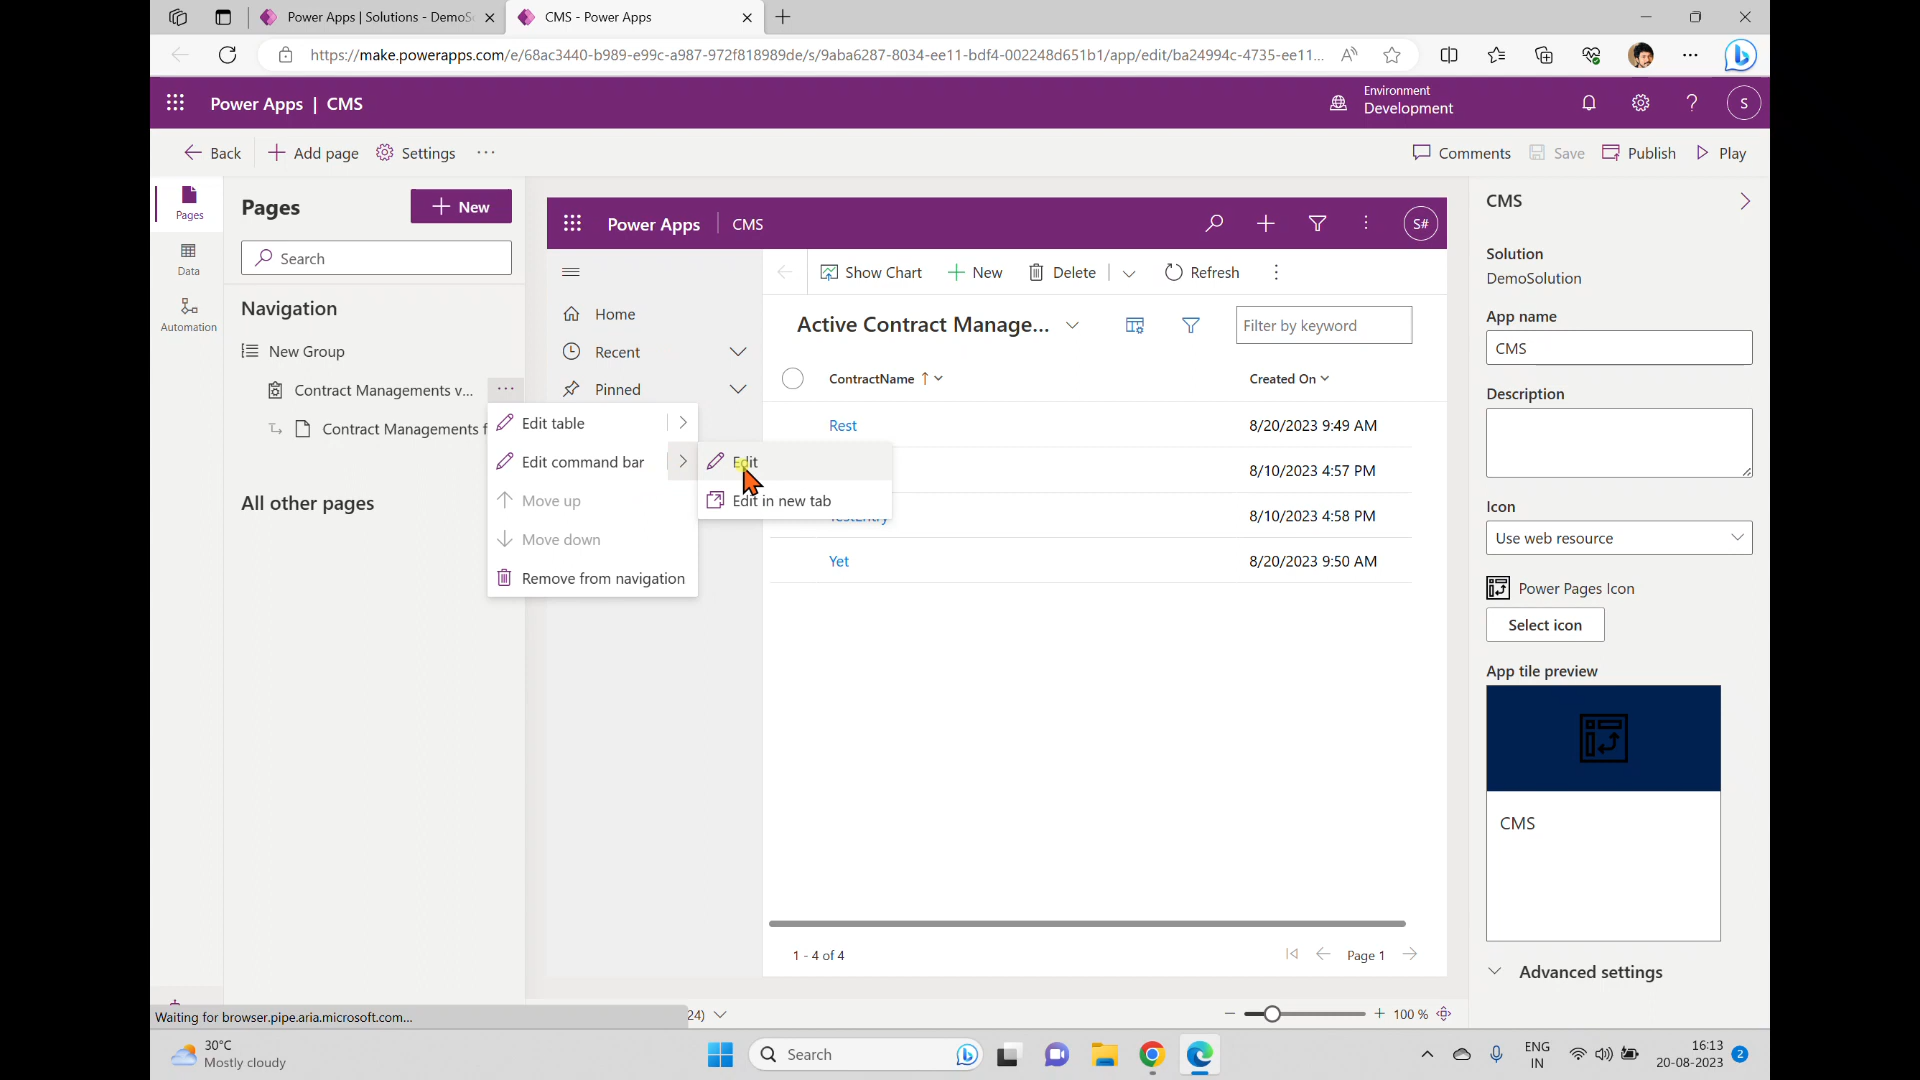 Power Apps | Solutions - DemoS
CMS - Power Apps
https://make.powerapps.com/e/68ac3440-b989-e99c-a987-972f818989de/s/9aba6287-8034-ee11-bdf4-002248d651b1/app/edit/ba24994c-4735-ee11...
Power Apps | CMS
Environment
Development
S
Back
Add page
Settings
Comments
Save
Publish
Play
Pages
Data
Automation
Pages
New
Search
Navigation
New Group
Contract Managements v...
Contract Managements f
All other pages
Edit table
Edit command bar
Move up
Move down
Remove from navigation
Edit
Edit in new tab
Power Apps
CMS
S#
Home
Recent
Pinned
Show Chart
New
Delete
Refresh
Active Contract Manage...
Filter by keyword
ContractName
Created On
Rest
8/20/2023 9:49 AM
8/10/2023 4:57 PM
TestEntry
8/10/2023 4:58 PM
Yet
8/20/2023 9:50 AM
1 - 4 of 4
Page 1
CMS
Solution
DemoSolution
App name
CMS
Description
Icon
Use web resource
Power Pages Icon
Select icon
App tile preview
CMS
Advanced settings
Waiting for browser.pipe.aria.microsoft.com...
24)
100 %
30°C
Mostly cloudy
Search
ENG
IN
16:13
20-08-2023
2